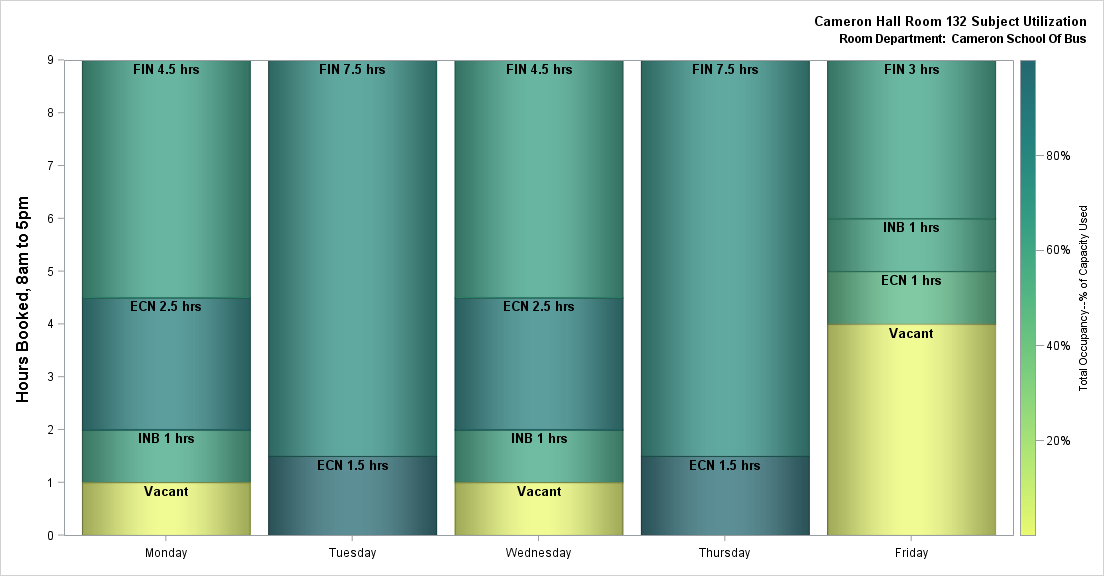 Cameron Hall Room 132 Subject Utilization
Room Department: Cameron School Of Bus
Hours Booked, 8am to 5pm
9
8
7
6
5
4
3
2
1
0
FIN 4.5 hrs
ECN 2.5 hrs
INB 1 hrs
Vacant
FIN 7.5 hrs
ECN 1.5 hrs
FIN 4.5 hrs
ECN 2.5 hrs
INB 1 hrs
Vacant
FIN 7.5 hrs
ECN 1.5 hrs
FIN 3 hrs
INB 1 hrs
ECN 1 hrs
Vacant
Monday
Tuesday
Wednesday
Thursday
Friday
80%
60%
40%
20%
Total Occupancy--% of Capacity Used